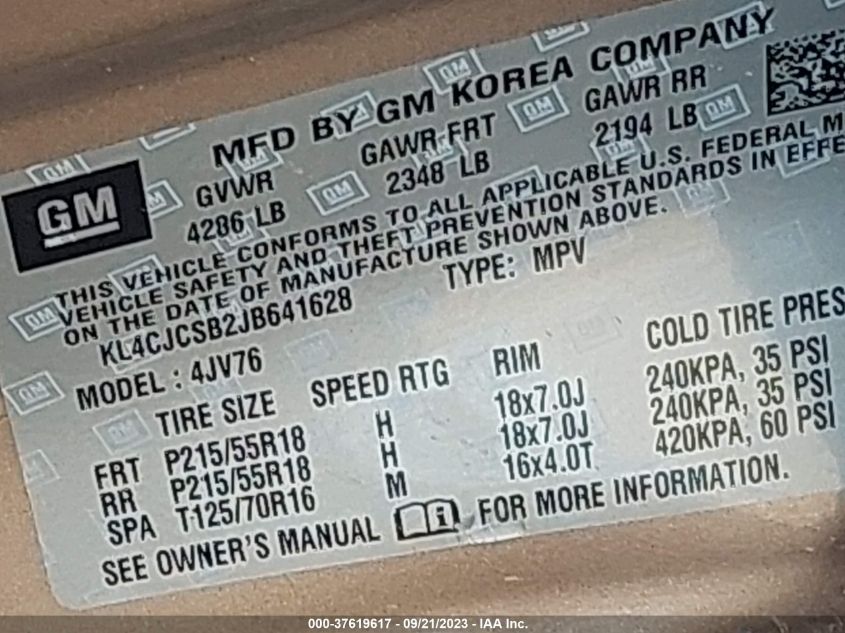 MFD BY GM KOREA COMPANY
GM
GVWR GAWR FRT GAWR RR
4286 LB 2348 LB 2194 LB
THIS VEHICLE CONFORMS TO ALL APPLICABLE U.S. FEDERAL M
VEHICLE SAFETY AND THEFT PREVENTION STANDARDS IN EFFE
ON THE DATE OF MANUFACTURE SHOWN ABOVE.
KL4CJCSB2JB641628 TYPE: MPV
MODEL: 4JV76
TIRE SIZE SPEED RTG RIM COLD TIRE PRES
FRT P215/55R18 H 18x7.0J 240KPA, 35 PSI
RR P215/55R18 H 18x7.0J 240KPA, 35 PSI
SPA T125/70R16 M 16x4.0T 420KPA, 60 PSI
SEE OWNER'S MANUAL i FOR MORE INFORMATION.
000-37619617 - 09/21/2023 - IAA Inc.